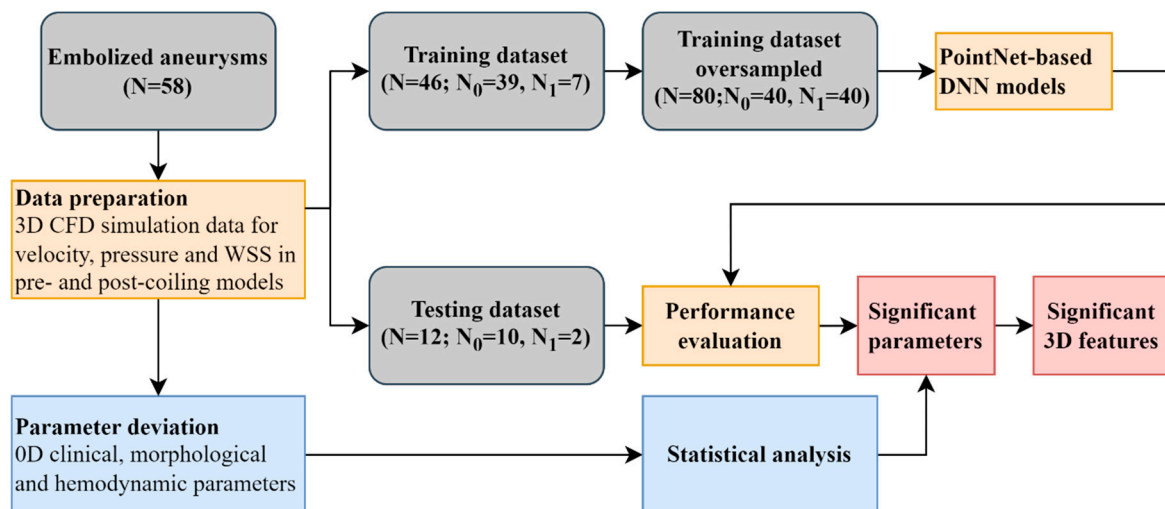 Embolized aneurysms
(N=58)
Training dataset
(N=46; N0=39, N1=7)
Training dataset
oversampled
(N=80;N0=40, N1=40)
PointNet-based
DNN models
Data preparation
3D CFD simulation data for
velocity, pressure and WSS in
pre- and post-coiling models
Testing dataset
(N=12; N0=10, N1=2)
Performance
evaluation
Significant
parameters
Significant
3D features
Parameter deviation
0D clinical, morphological
and hemodynamic parameters
Statistical analysis